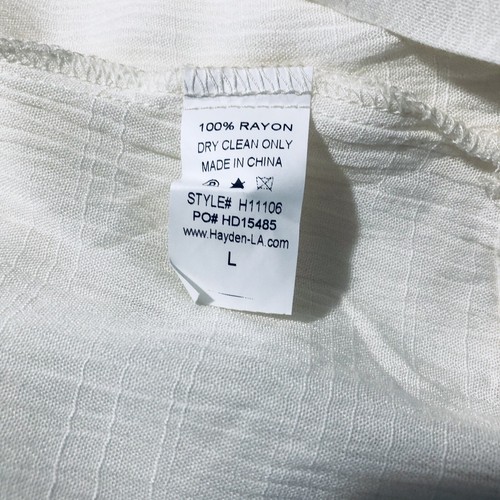 100% RAYON
DRY CLEAN ONLY
MADE IN CHINA
STYLE# H11106
PO# HD15485
www.Hayden-LA.com
L